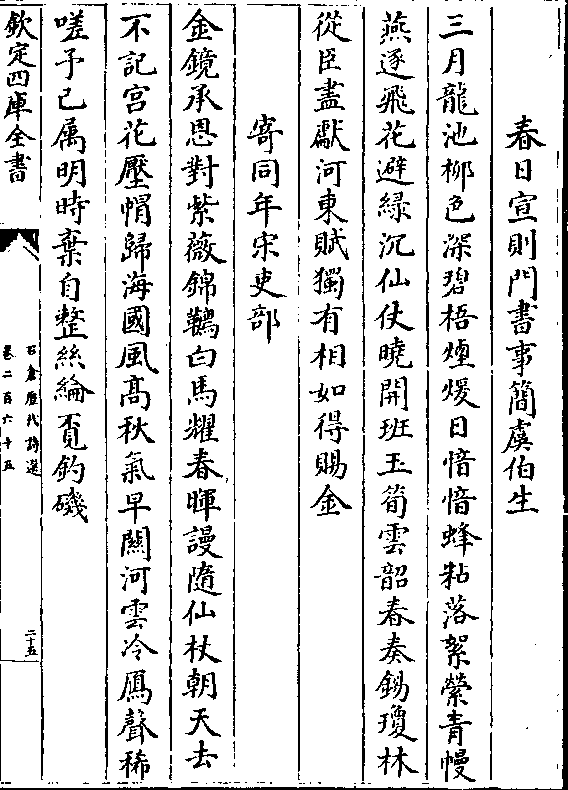 春日宣則門書事簡虞伯生
三月龍池柳色深碧梧煙煖日愔愔蜂粘落絮縈青幔
燕逐飛花避緑沉仙仗曉開班玉筍雲韶春奏錫瓊林
從臣盡獻河東賦獨有相如得賜金
寄同年宋吏部
金鏡承恩對紫薇錦韉白馬耀春暉謾隨仙杖朝天去
不記宫花壓帽歸海國風髙秋氣早關河雲冷鴈聲稀
嗟予已屬明時棄自整絲綸覔釣磯
欽定四庫全書
石倉歴代詩選
卷二百六十五
二十五